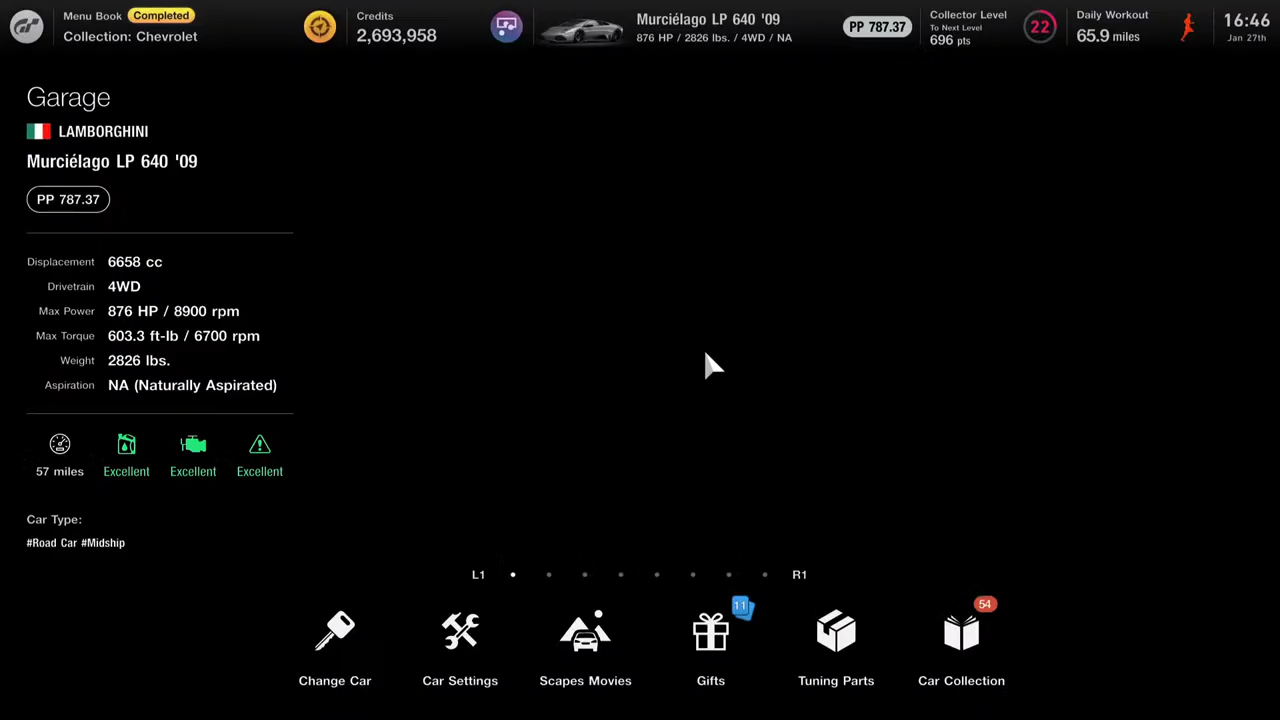 Menu Book Completed
Collection: Chevrolet
Credits
2,693,958
Murciélago LP 640 '09
876 HP / 2826 lbs. / 4WD / NA
PP 787.37
Collector Level
To Next Level
696 pts
22
Daily Workout
65.9 miles
16:46
Jan 27th
Garage
LAMBORGHINI
Murciélago LP 640 '09
PP 787.37
Displacement 6658 cc
Drivetrain 4WD
Max Power 876 HP / 8900 rpm
Max Torque 603.3 ft-lb / 6700 rpm
Weight 2826 lbs.
Aspiration NA (Naturally Aspirated)
57 miles Excellent Excellent Excellent
Car Type:
#Road Car #Midship
L1 R1
11 54
Change Car Car Settings Scapes Movies Gifts Tuning Parts Car Collection